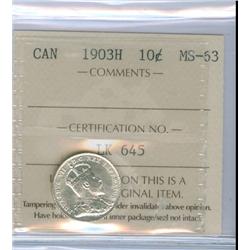 CAN 1903H 10¢ MS-63
—COMMENTS—
—CERTIFICATION NO.—
LK 645
ON THIS IS A
GINAL ITEM.
Tampering der invalidates above opinion.
Have hol inner package/seal not intact.